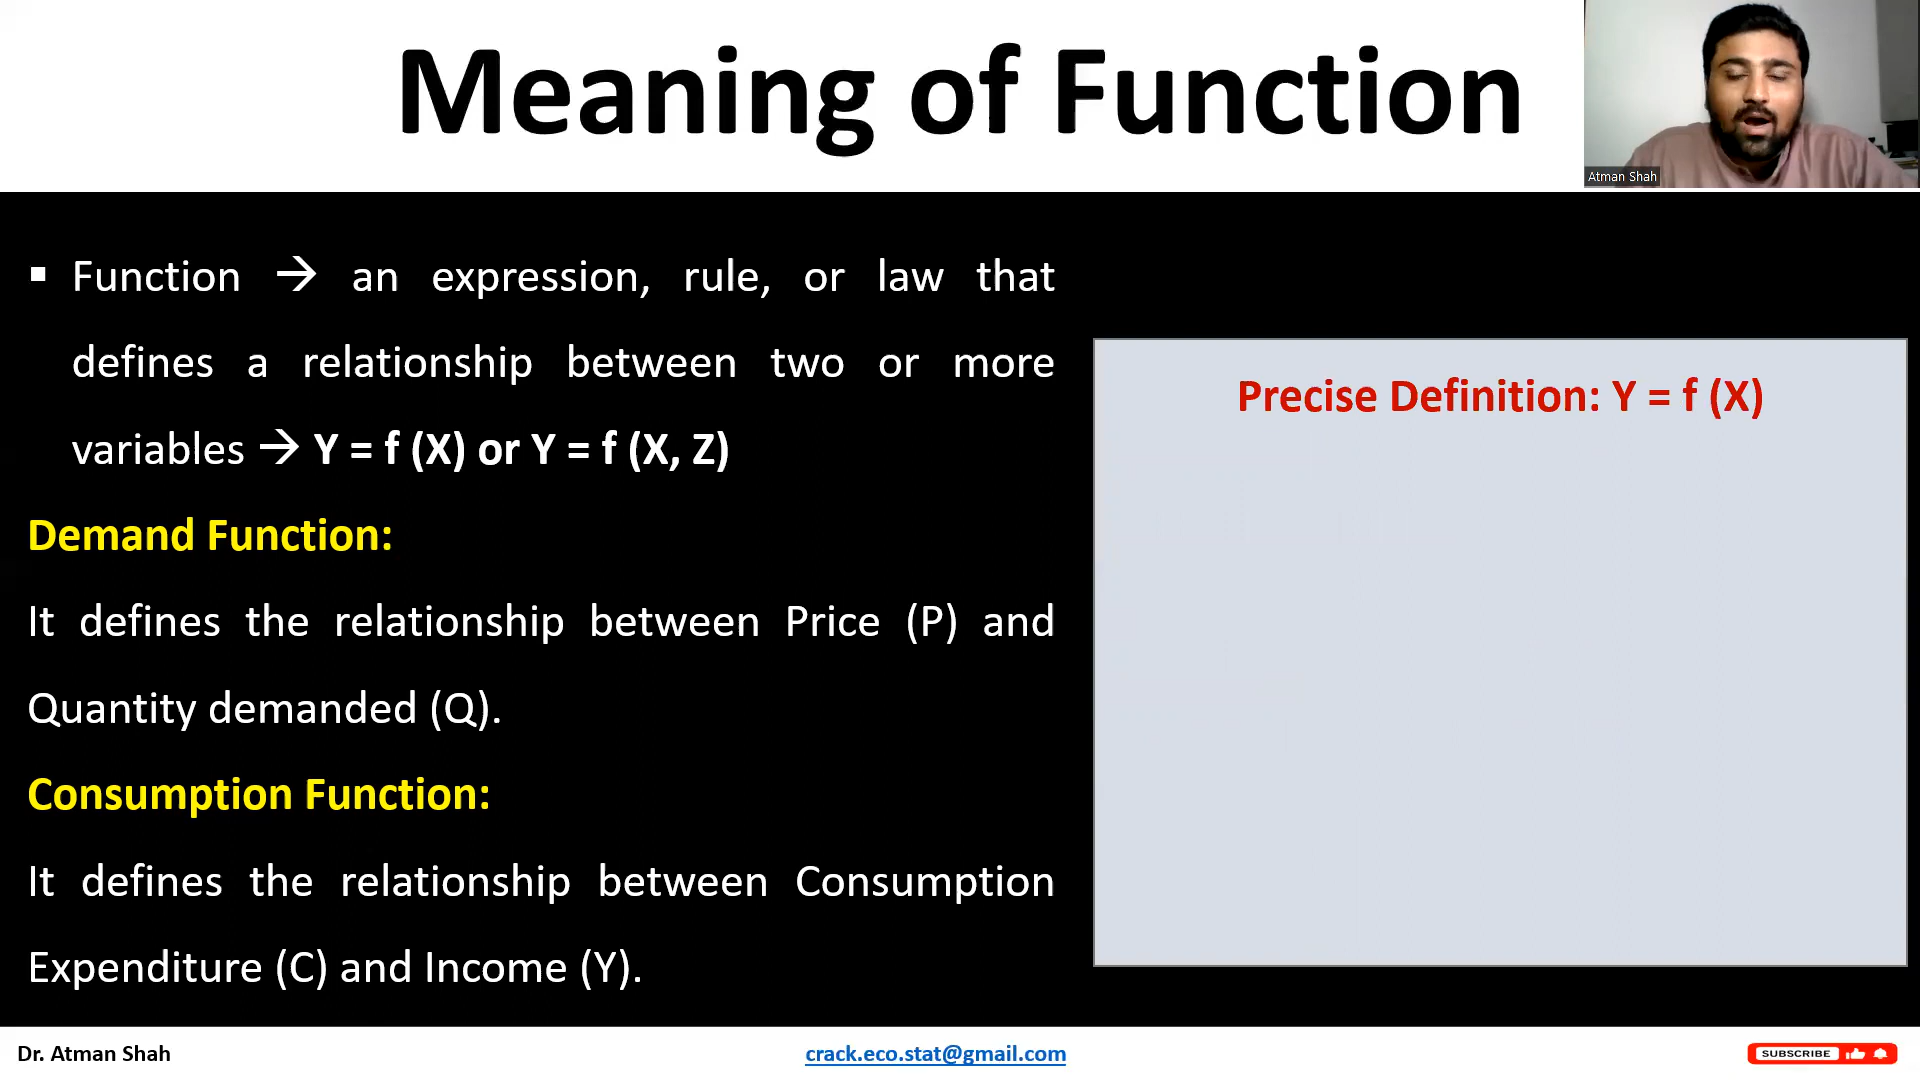 Meaning of Function
Atman Shah
▪ Function → an expression, rule, or law that
defines a relationship between two or more
variables → Y = f (X) or Y = f (X, Z)
Demand Function:
It defines the relationship between Price (P) and
Quantity demanded (Q).
Consumption Function:
It defines the relationship between Consumption
Expenditure (C) and Income (Y).
Precise Definition: Y = f (X)
Dr. Atman Shah
crack.eco.stat@gmail.com
SUBSCRIBE